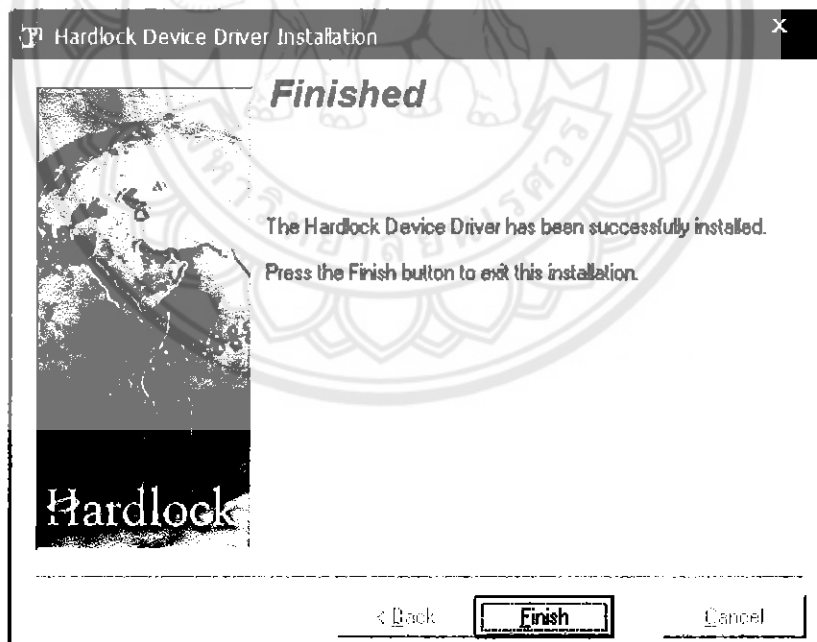 Hardlock Device Driver Installation
X
Finished
The Hardlock Device Driver has been successfully installed.
Press the Finish button to exit this installation.
Hardlock
< Back
Finish
Cancel